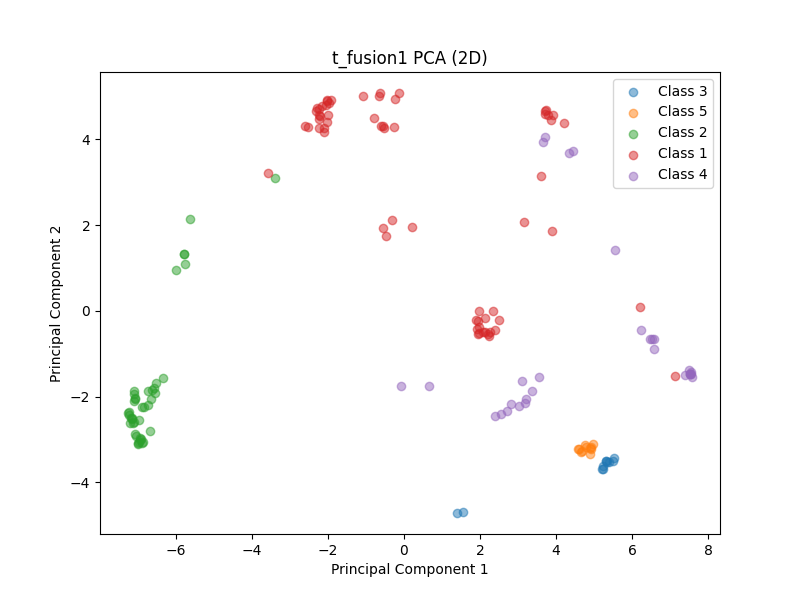 t_fusion1 PCA (2D)
Class 3
Class 5
Class 2
Class 1
Class 4
Principal Component 2
4
2
0
−2
−4
−6
−4
−2
0
2
4
6
8
Principal Component 1